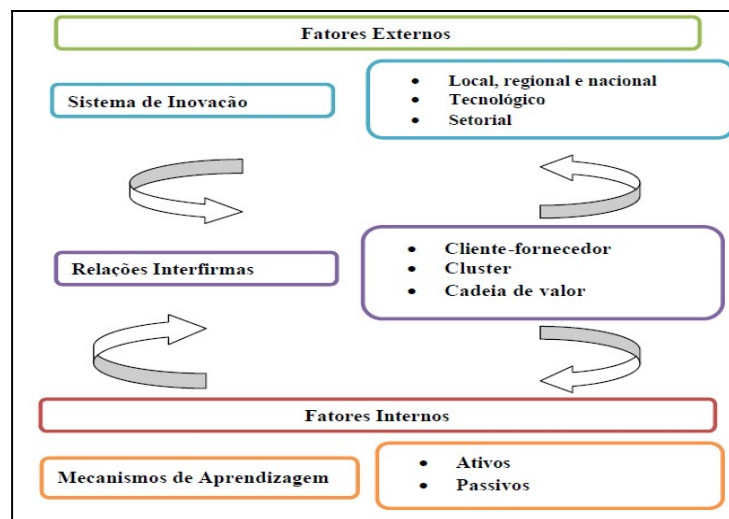 Fatores Externos
Sistema de Inovação
• Local, regional e nacional
• Tecnológico
• Setorial
Relações Interfirmas
• Cliente-fornecedor
• Cluster
• Cadeia de valor
Fatores Internos
Mecanismos de Aprendizagem
• Ativos
• Passivos